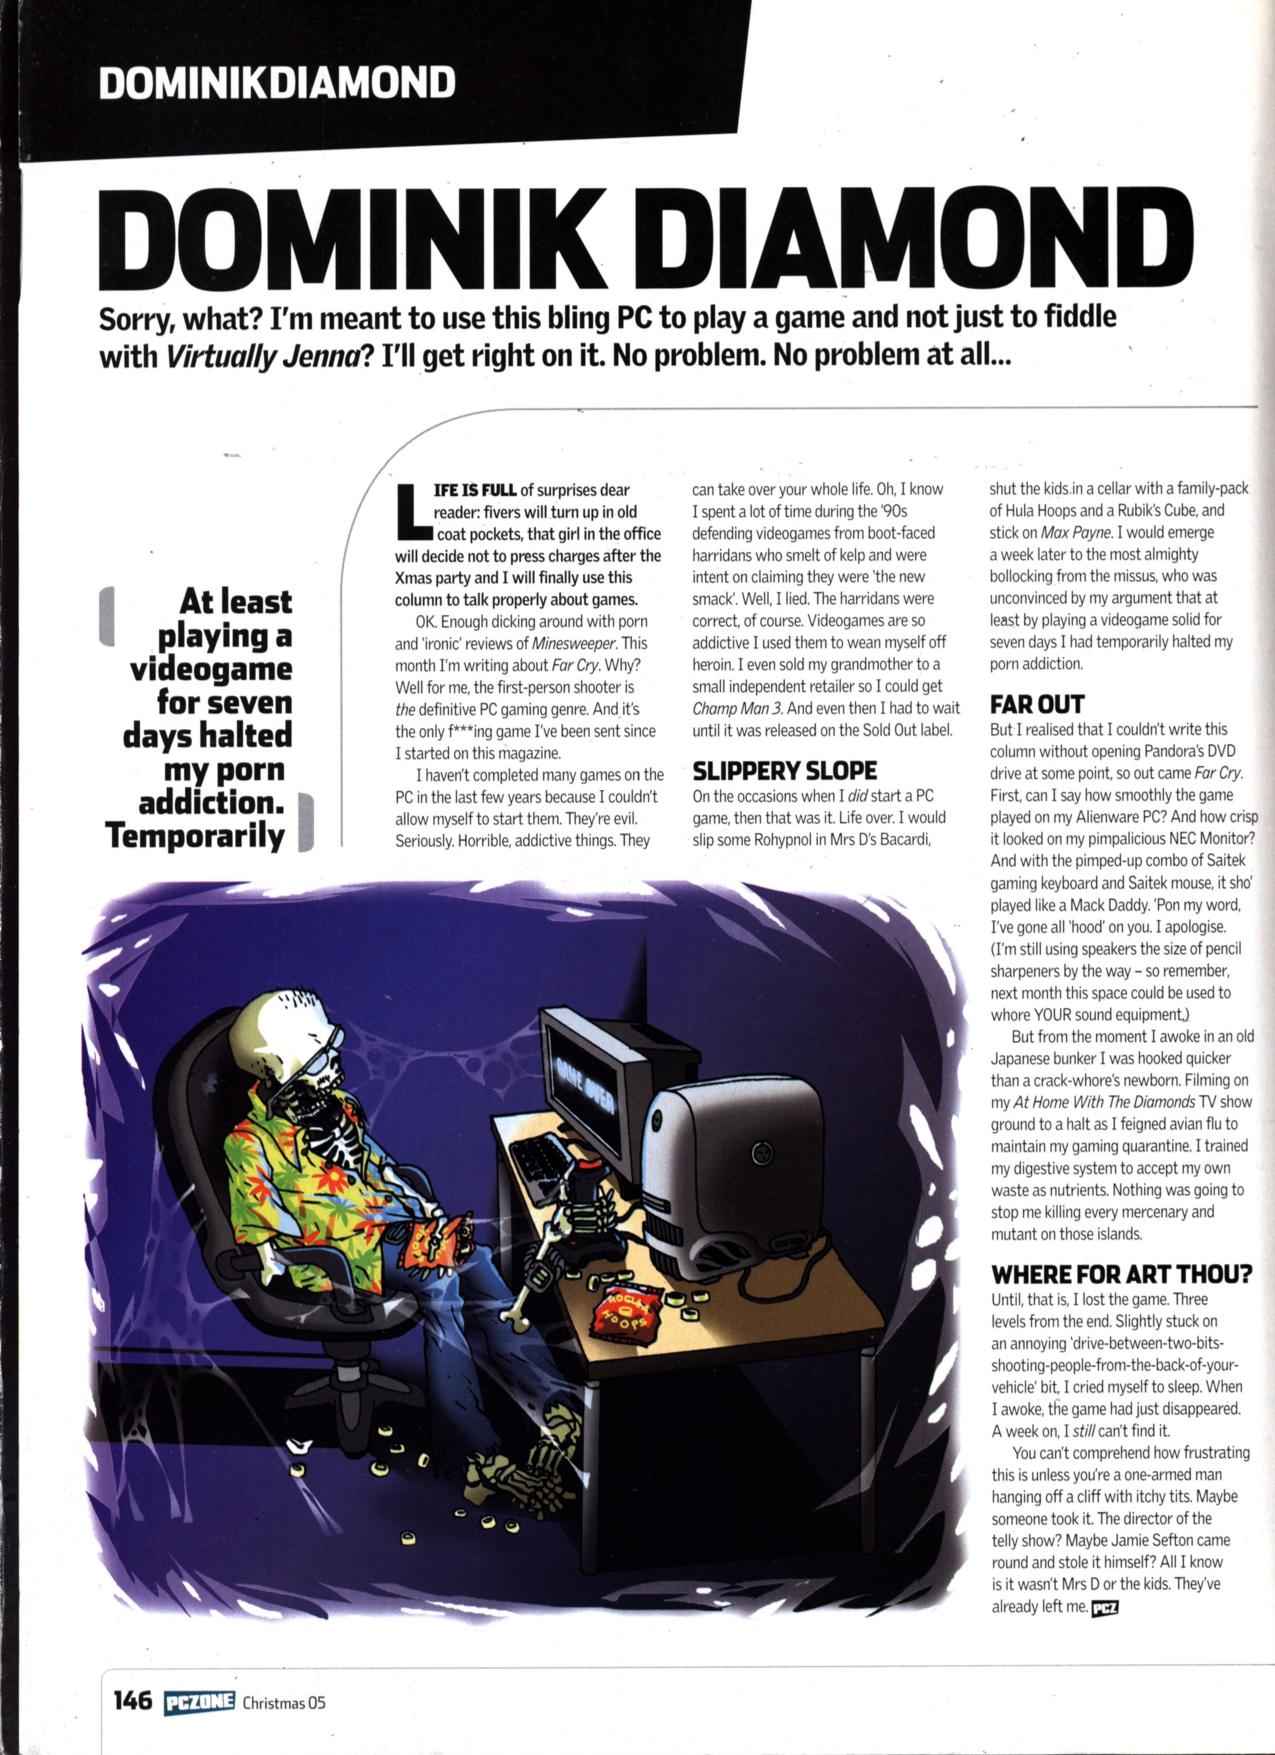 DOMINIKDIAMOND
DOMINIK DIAMOND
Sorry, what? I'm meant to use this bling PC to play a game and not just to fiddle
with Virtually Jenna? I'll get right on it. No problem. No problem at all...
At least
playing a
videogame
for seven
days halted
my porn
addiction.
Temporarily
LIFE IS FULL of surprises dear
reader: fivers will turn up in old
coat pockets, that girl in the office
will decide not to press charges after the
Xmas party and I will finally use this
column to talk properly about games.
OK. Enough dicking around with porn
and 'ironic' reviews of Minesweeper. This
month I'm writing about Far Cry. Why?
Well for me, the first-person shooter is
the definitive PC gaming genre. And it's
the only f***ing game I've been sent since
I started on this magazine.
I haven't completed many games on the
PC in the last few years because I couldn't
allow myself to start them. They're evil.
Seriously. Horrible, addictive things. They
can take over your whole life. Oh, I know
I spent a lot of time during the '90s
defending videogames from boot-faced
harridans who smelt of kelp and were
intent on claiming they were 'the new
smack'. Well, I lied. The harridans were
correct, of course. Videogames are so
addictive I used them to wean myself off
heroin. I even sold my grandmother to a
small independent retailer so I could get
Champ Man 3. And even then I had to wait
until it was released on the Sold Out label.
SLIPPERY SLOPE
On the occasions when I did start a PC
game, then that was it. Life over. I would
slip some Rohypnol in Mrs D's Bacardi,
shut the kids in a cellar with a family-pack
of Hula Hoops and a Rubik's Cube, and
stick on Max Payne. I would emerge
a week later to the most almighty
bollocking from the missus, who was
unconvinced by my argument that at
least by playing a videogame solid for
seven days I had temporarily halted my
porn addiction.
FAR OUT
But I realised that I couldn't write this
column without opening Pandora's DVD
drive at some point, so out came Far Cry.
First, can I say how smoothly the game
played on my Alienware PC? And how crisp
it looked on my pimpalicious NEC Monitor?
And with the pimped-up combo of Saitek
gaming keyboard and Saitek mouse, it sho'
played like a Mack Daddy. 'Pon my word,
I've gone all 'hood' on you. I apologise.
(I'm still using speakers the size of pencil
sharpeners by the way – so remember,
next month this space could be used to
whore YOUR sound equipment.)
But from the moment I awoke in an old
Japanese bunker I was hooked quicker
than a crack-whore's newborn. Filming on
my At Home With The Diamonds TV show
ground to a halt as I feigned avian flu to
maintain my gaming quarantine. I trained
my digestive system to accept my own
waste as nutrients. Nothing was going to
stop me killing every mercenary and
mutant on those islands.
WHERE FOR ART THOU?
Until, that is, I lost the game. Three
levels from the end. Slightly stuck on
an annoying 'drive-between-two-bits-
shooting-people-from-the-back-of-your-
vehicle' bit, I cried myself to sleep. When
I awoke, the game had just disappeared.
A week on, I still can't find it.
You can't comprehend how frustrating
this is unless you're a one-armed man
hanging off a cliff with itchy tits. Maybe
someone took it. The director of the
telly show? Maybe Jamie Sefton came
round and stole it himself? All I know
is it wasn't Mrs D or the kids. They've
already left me. PCZ
GAME OVER
HOOPS
146 PCZONE Christmas 05